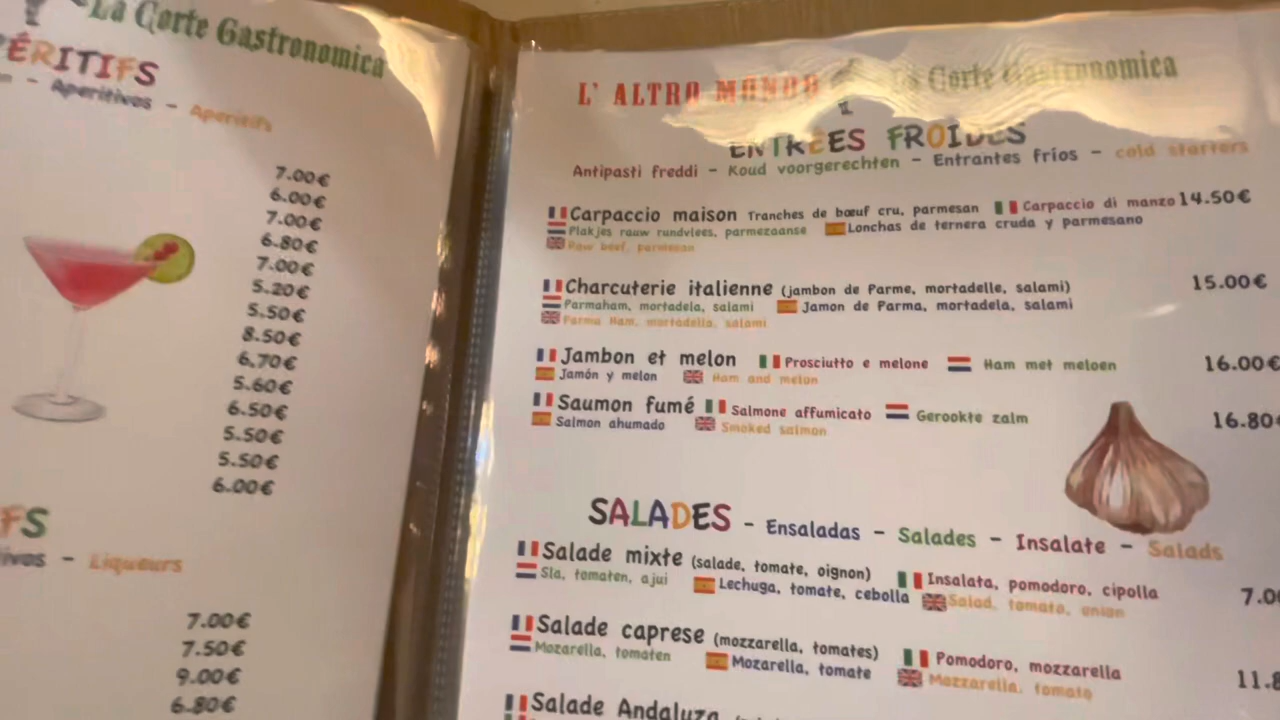 La Corte Gastronomica
ÉRITIFS
- Aperitivos - Aperitifs
7.00€
6.00€
7.00€
6.80€
7.00€
5.20€
5.50€
8.50€
6.70€
5.60€
6.50€
5.50€
5.50€
6.00€
FS
ivos - Liqueurs
7.00€
7.50€
9.00€
6.80€
L' ALTRO MONDO La Corte Gastronomica
ENTRÉES FROIDES
Antipasti freddi - Koud voorgerechten - Entrantes fríos - cold starters
Carpaccio maison Tranches de bœuf cru, parmesan Carpaccio di manzo 14.50€
Plakjes rauw rundvlees, parmezaanse Lonchas de ternera cruda y parmesano
Raw beef, parmesan
Charcuterie italienne (jambon de Parme, mortadelle, salami) 15.00€
Parmaham, mortadela, salami Jamon de Parma, mortadela, salami
Parma Ham, mortadella, salami
Jambon et melon Prosciutto e melone Ham met meloen 16.00€
Jamón y melon Ham and melon
Saumon fumé Salmone affumicato Gerookte zalm 16.80€
Salmon ahumado Smoked salmon
SALADES - Ensaladas - Salades - Insalate - Salads
Salade mixte (salade, tomate, oignon) Insalata, pomodoro, cipolla 7.0
Sla, tomaten, ajui Lechuga, tomate, cebolla Salad, tomato, onion
Salade caprese (mozzarella, tomates) Pomodoro, mozzarella 11.8
Mozarella, tomaten Mozarella, tomate Mozzarella, tomato
Salade Andaluza